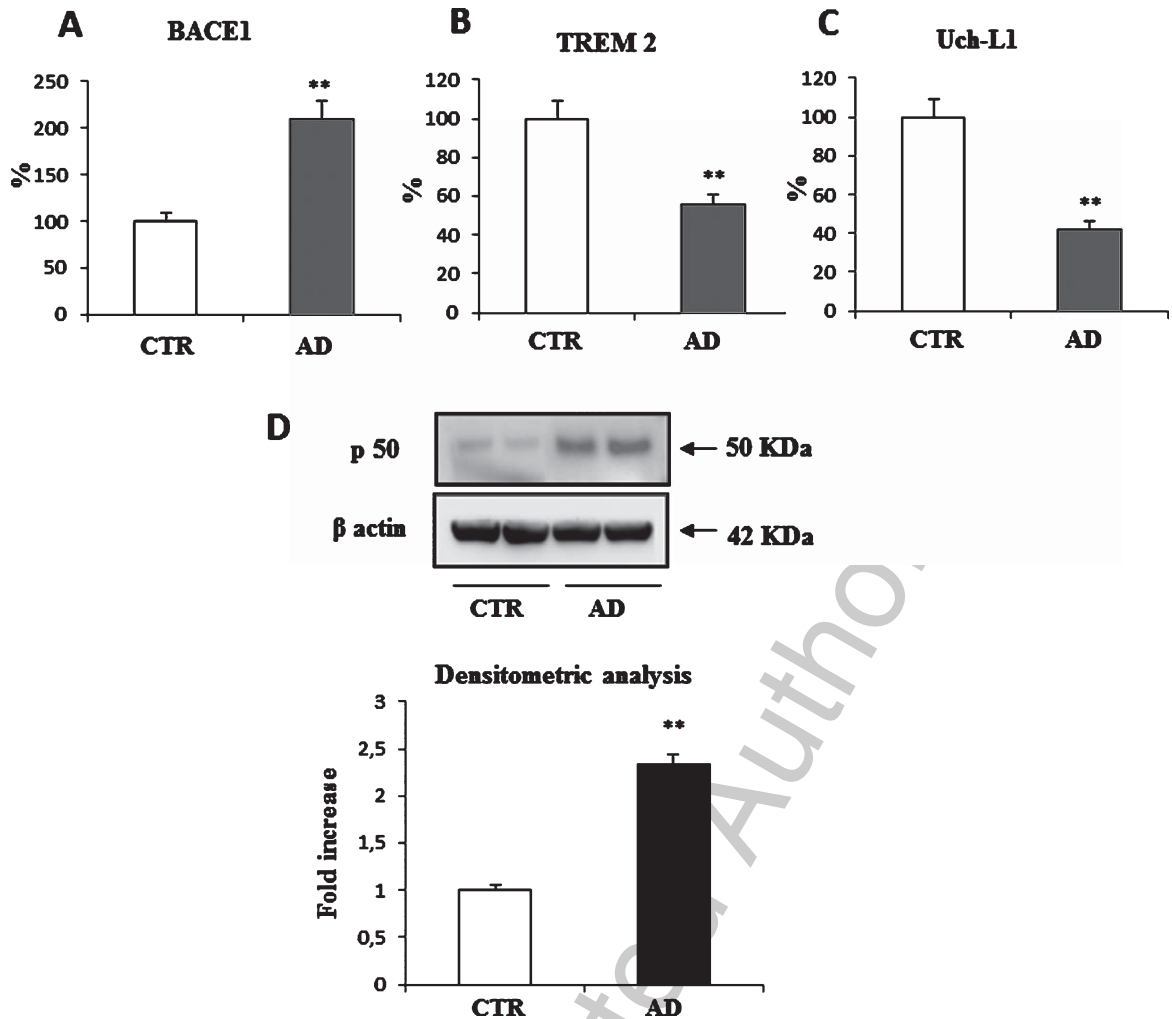 A
BACE1
250
200
150
100
50
0
%
**
CTR
AD
B
TREM 2
120
100
80
60
40
20
0
%
**
CTR
AD
C
Uch-L1
120
100
80
60
40
20
0
%
**
CTR
AD
D
p 50
50 KDa
β actin
42 KDa
CTR
AD
Densitometric analysis
3
2,5
2
1,5
1
0,5
0
Fold increase
**
CTR
AD
Autho